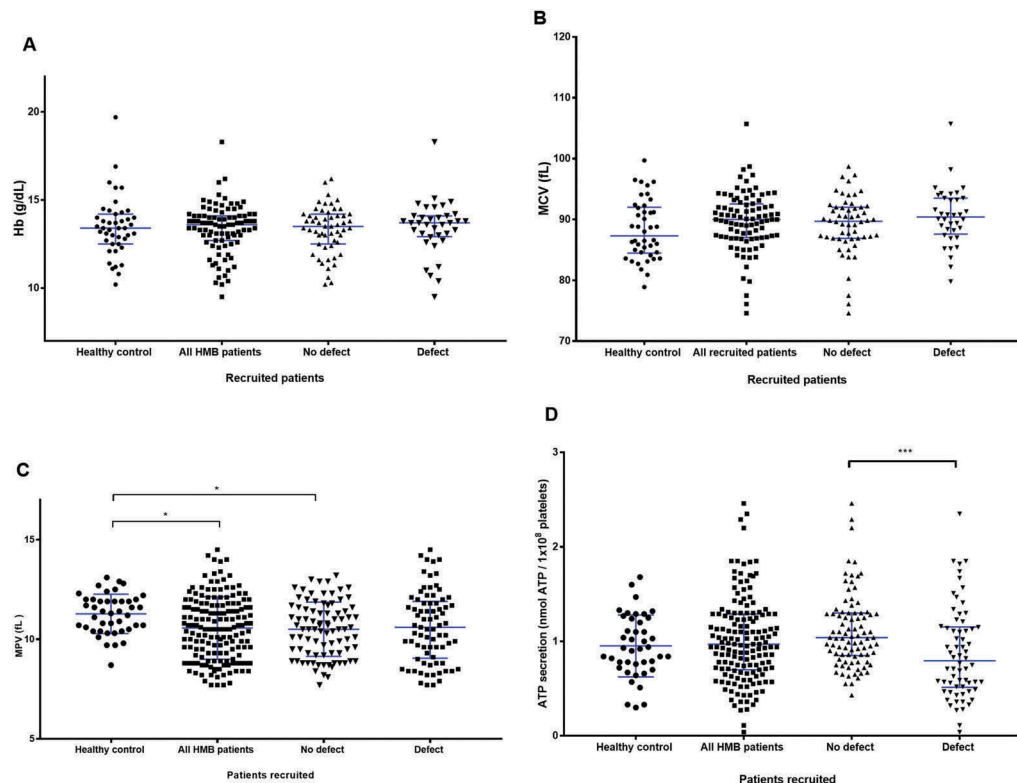 A
Hb (g/dL)
20
15
10
Healthy control All HMB patients No defect Defect
Recruited patients
B
MCV (fL)
120
110
100
90
80
70
Healthy control All recruited patients No defect Defect
Recruited patients
C
MPV (fL )
15
10
5
*
*
Healthy control All HMB patients No defect Defect
Patients recruited
D
ATP secretion (nmol ATP / 1x10⁸ platelets)
3
2
1
0
***
Healthy control All HMB patients No defect Defect
Patients recruited